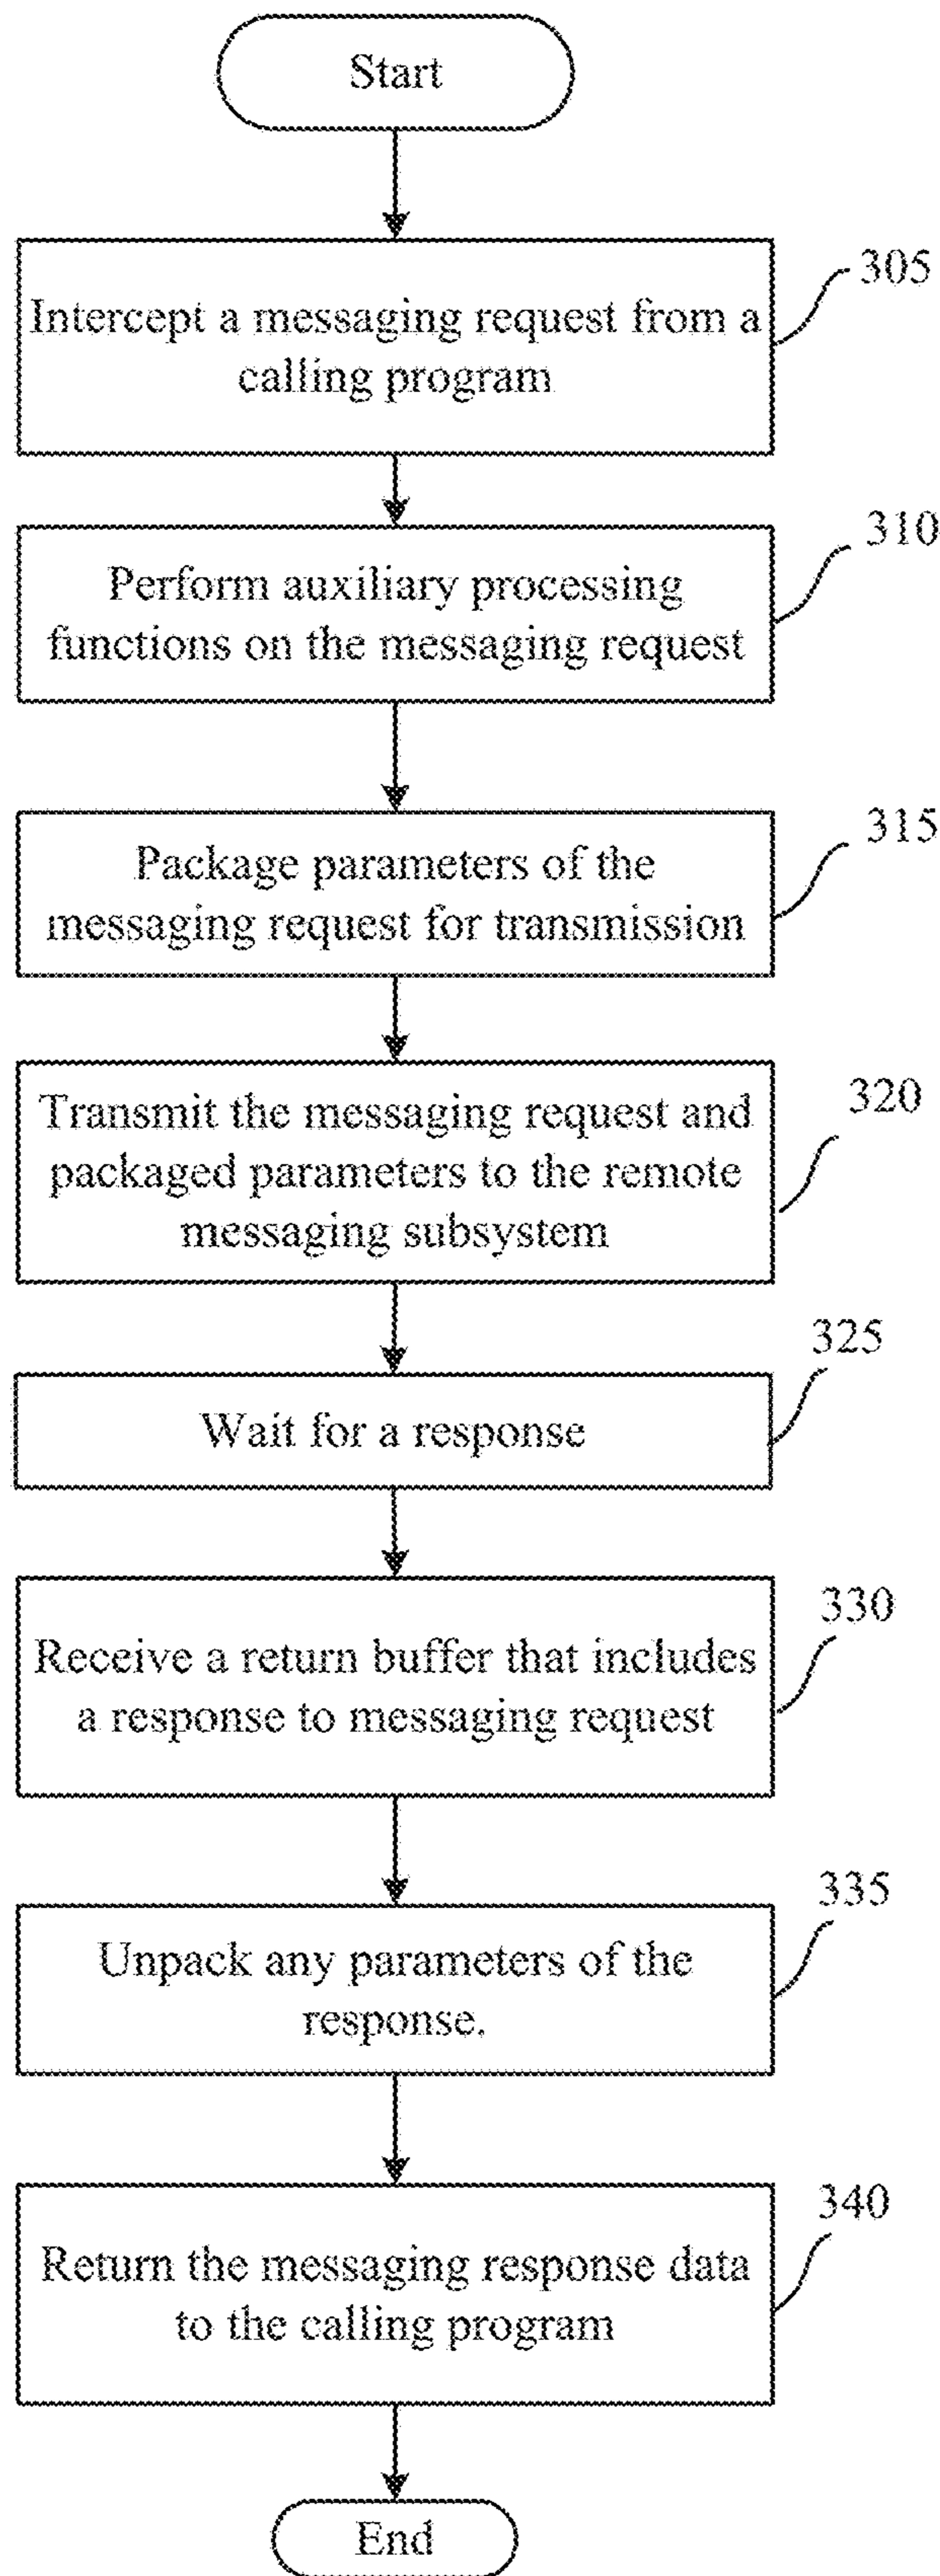 Start
305
Intercept a messaging request from a
calling program
310
Perform auxiliary processing
functions on the messaging request
315
Package parameters of the
messaging request for transmission
320
Transmit the messaging request and
packaged parameters to the remote
messaging subsystem
325
Wait for a response
330
Receive a return buffer that includes
a response to messaging request
335
Unpack any parameters of the
response.
340
Return the messaging response data
to the calling program
End